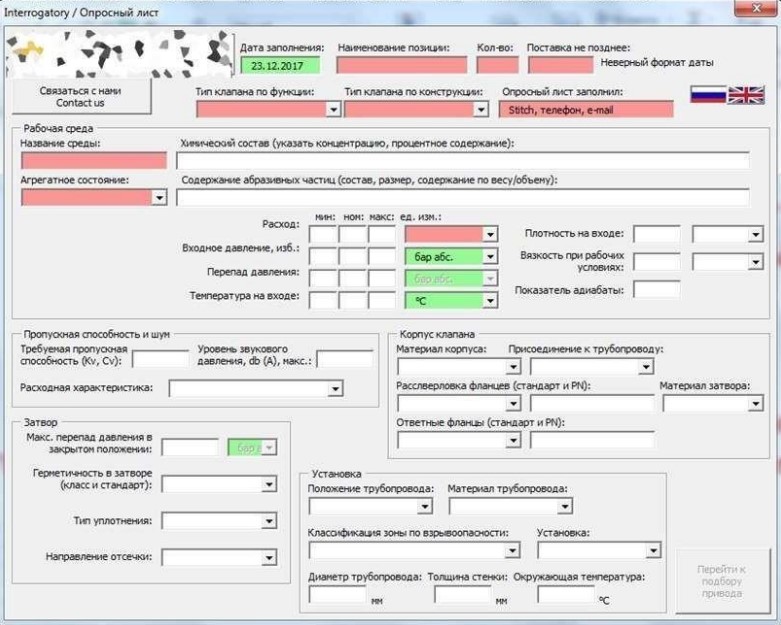 Interrogatory / Опросный лист
Дата заполнения: Наименование позиции: Кол-во: Поставка не позднее:
23.12.2017 Неверный формат даты
Связаться с нами
Contact us
Тип клапана по функции: Тип клапана по конструкции: Опросный лист заполнил:
Stitch, телефон, e-mail
Рабочая среда
Название среды: Химический состав (указать концентрацию, процентное содержание):
Агрегатное состояние: Содержание абразивных частиц (состав, размер, содержание по весу/объему):
мин: ном: макс: ед. изм.:
Расход: Плотность на входе:
Входное давление, изб.: бар абс. Вязкость при рабочих
условиях:
Перепад давления: бар абс.
Показатель адиабаты:
Температура на входе: °C
Пропускная способность и шум
Требуемая пропускная
способность (Kv, Cv):
Уровень звукового
давления, db (A), макс.:
Расходная характеристика:
Корпус клапана
Материал корпуса: Присоединение к трубопроводу:
Рассверловка фланцев (стандарт и PN): Материал затвора:
Ответные фланцы (стандарт и PN):
Затвор
Макс. перепад давления в
закрытом положении: бар
Герметичность в затворе
(класс и стандарт):
Тип уплотнения:
Направление отсечки:
Установка
Положение трубопровода: Материал трубопровода:
Классификация зоны по взрывоопасности: Установка:
Диаметр трубопровода: Толщина стенки: Окружающая температура:
мм мм °C
Перейти к
подбору
привода